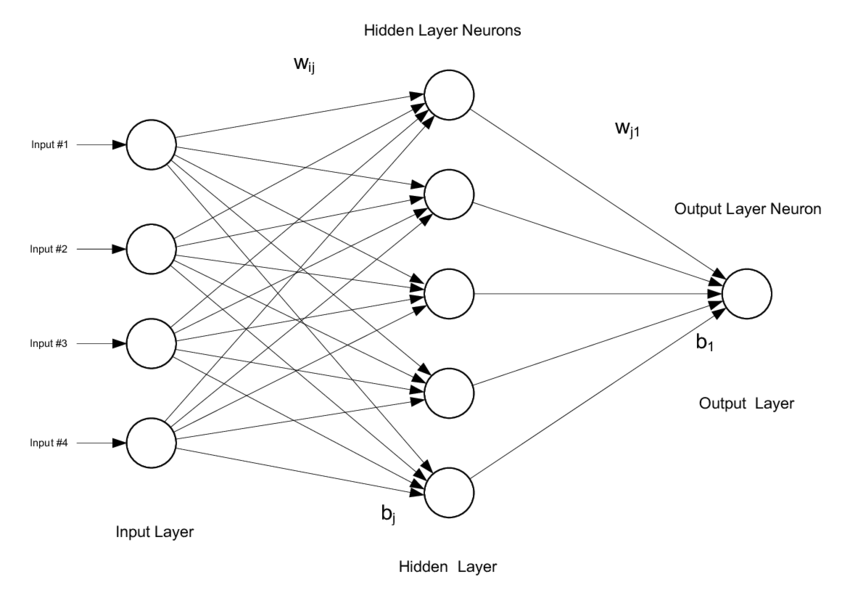 Hidden Layer Neurons
wij
wj1
Input #1
Output Layer Neuron
Input #2
Input #3
b1
Output Layer
Input #4
bj
Input Layer
Hidden Layer